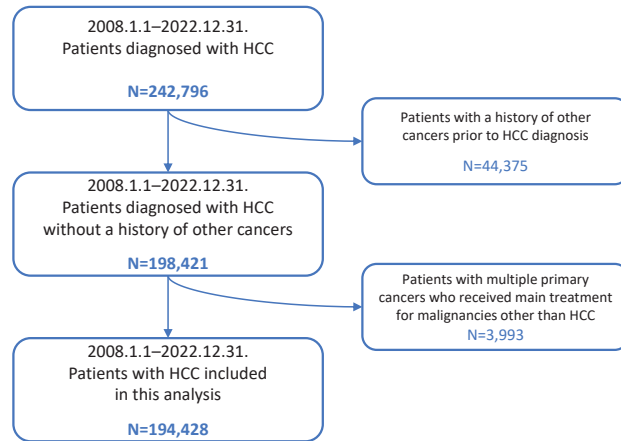 2008.1.1–2022.12.31.
Patients diagnosed with HCC
N=242,796
Patients with a history of other
cancers prior to HCC diagnosis
N=44,375
2008.1.1–2022.12.31.
Patients diagnosed with HCC
without a history of other cancers
N=198,421
Patients with multiple primary
cancers who received main treatment
for malignancies other than HCC
N=3,993
2008.1.1–2022.12.31.
Patients with HCC included
in this analysis
N=194,428